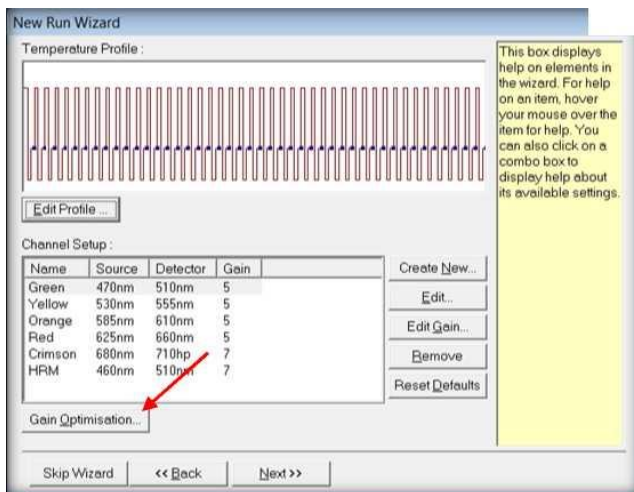 New Run Wizard
Temperature Profile :
Edit Profile ...
This box displays
help on elements in
the wizard. For help
on an item, hover
your mouse over the
item for help. You
can also click on a
combo box to
display help about
its available settings.
Channel Setup :
Name Source Detector Gain
Green 470nm 510nm 5
Yellow 530nm 555nm 5
Orange 585nm 610nm 5
Red 625nm 660nm 5
Crimson 680nm 710hp 7
HRM 460nm 510nm 7
Create New...
Edit...
Edit Gain...
Remove
Reset Defaults
Gain Optimisation...
Skip Wizard << Back Next >>